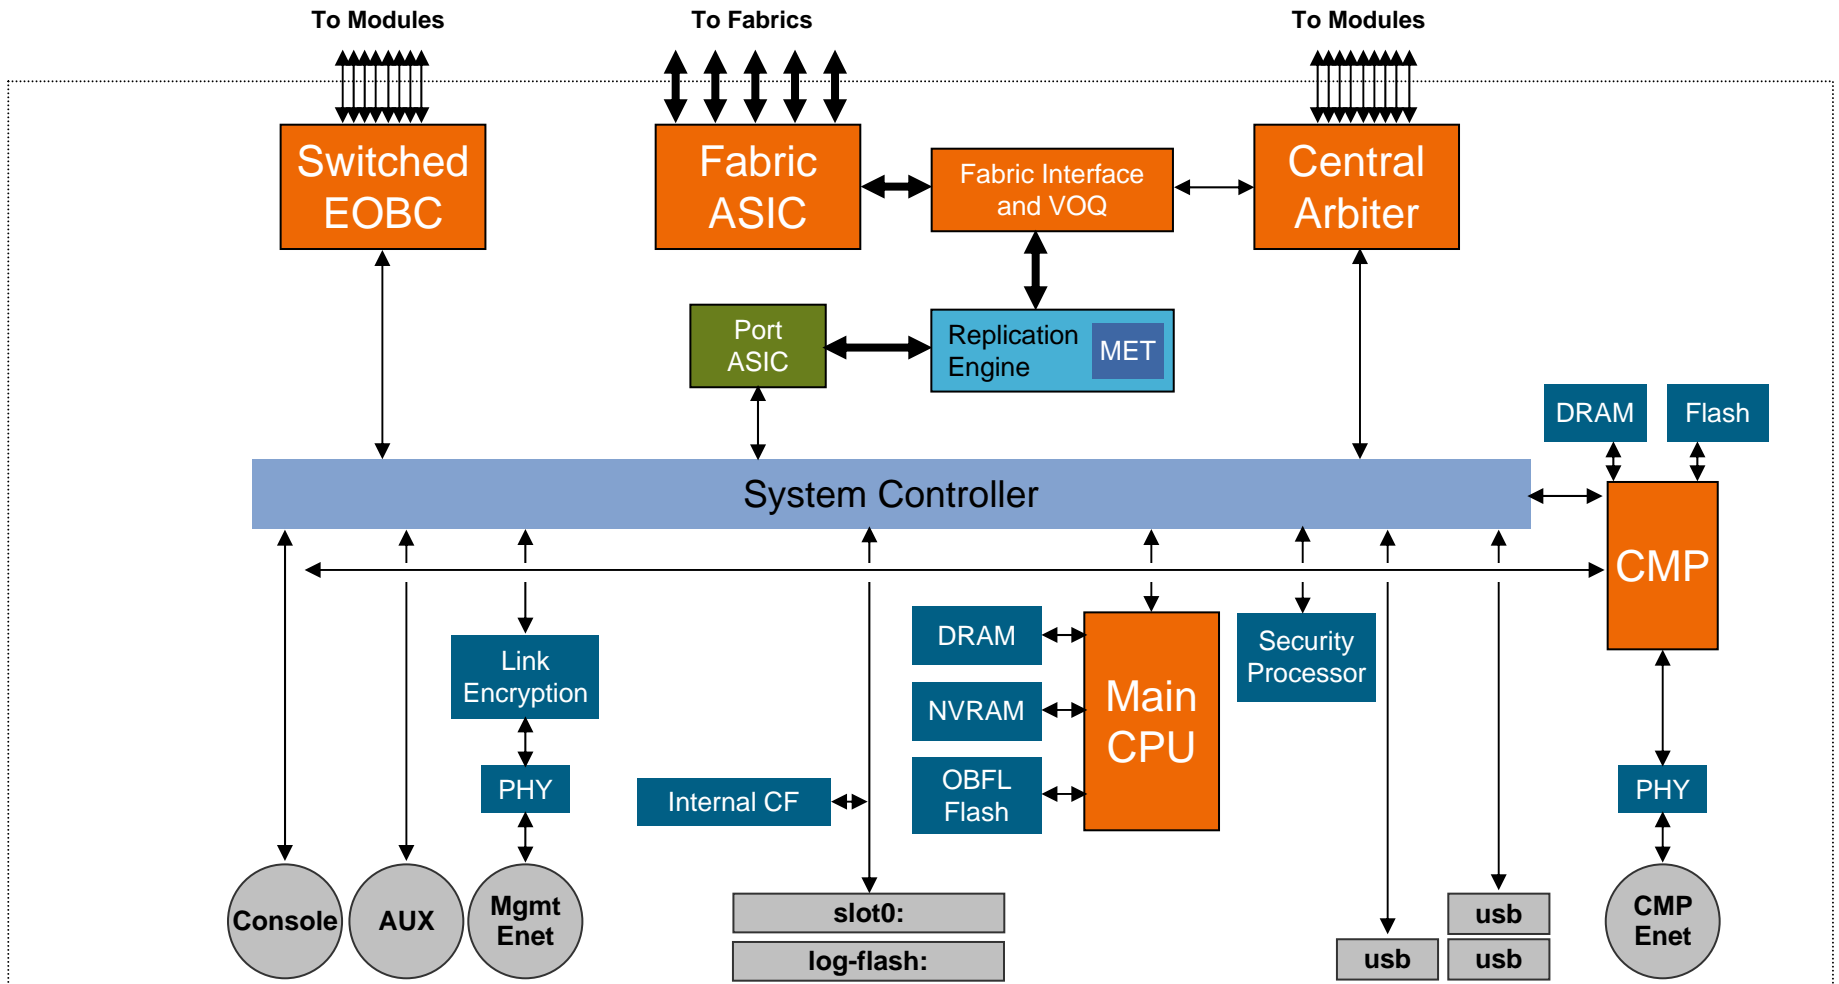 To Modules
To Fabrics
To Modules
Switched
EOBC
Fabric
ASIC
Fabric Interface
and VOQ
Central
Arbiter
Port
ASIC
Replication
Engine
MET
DRAM
Flash
System Controller
CMP
Link
Encryption
DRAM
Security
Processor
NVRAM
Main
CPU
PHY
Internal CF
OBFL
Flash
PHY
Console
AUX
Mgmt
Enet
slot0:
log-flash:
usb
usb
usb
CMP
Enet